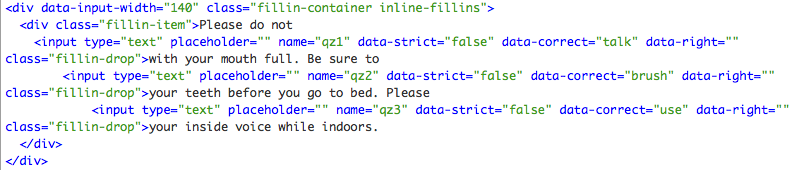 <div data-input-width="140" class="fillin-container inline-fillins">
  <div class="fillin-item">Please do not
    <input type="text" placeholder="" name="qz1" data-strict="false" data-correct="talk" data-right=""
class="fillin-drop">with your mouth full. Be sure to
        <input type="text" placeholder="" name="qz2" data-strict="false" data-correct="brush" data-right=""
class="fillin-drop">your teeth before you go to bed. Please
            <input type="text" placeholder="" name="qz3" data-strict="false" data-correct="use" data-right=""
class="fillin-drop">your inside voice while indoors.
  </div>
</div>